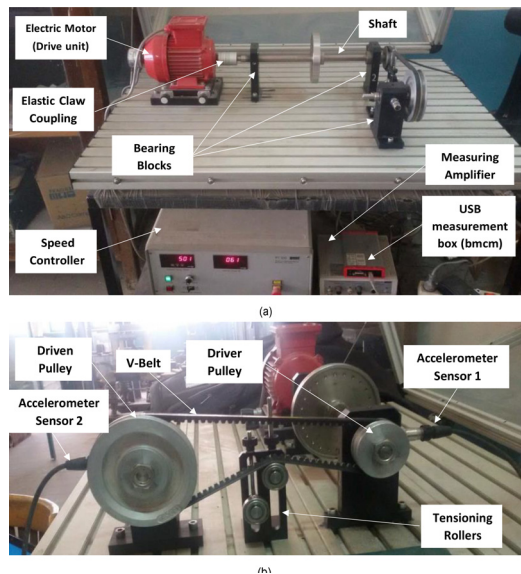 Electric Motor
(Drive unit)
Shaft
Elastic Claw
Coupling
Bearing
Blocks
Measuring
Amplifier
Speed
Controller
USB
measurement
box (bmcm)
501
061
2
(a)
Driven
Pulley
V-Belt
Driver
Pulley
Accelerometer
Sensor 1
Accelerometer
Sensor 2
Tensioning
Rollers
(b)